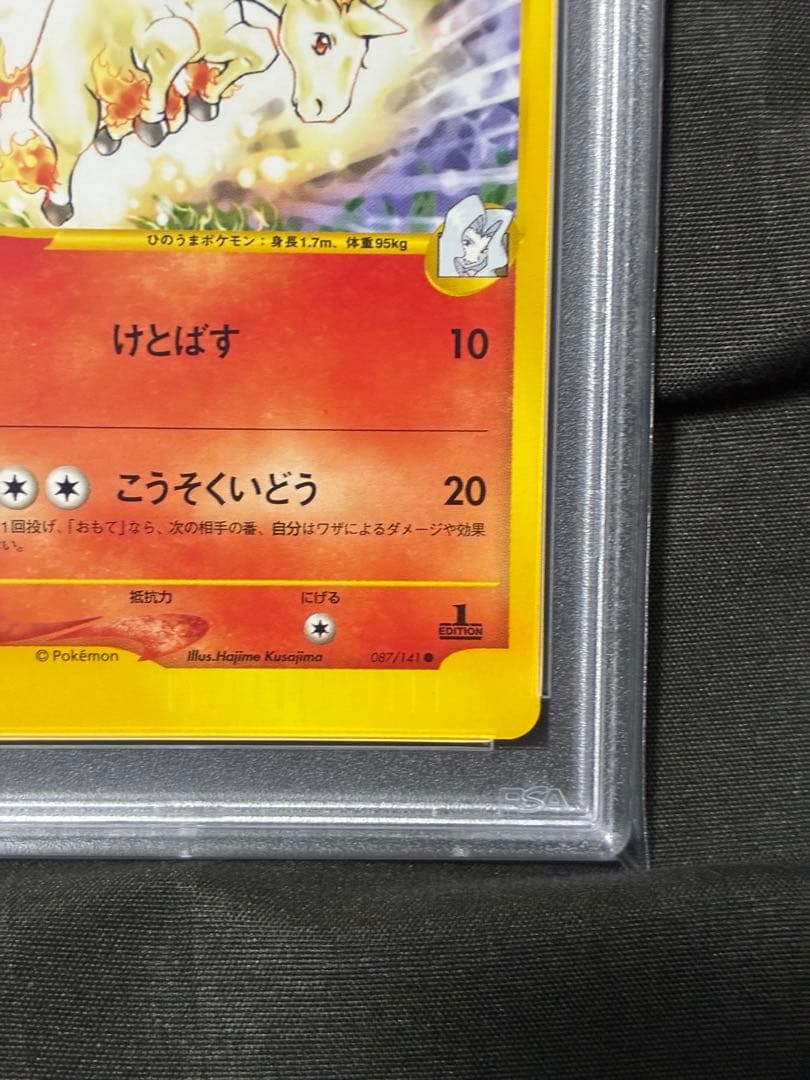 ひのうまポケモン：身長1.7m、体重95kg
けとばす 10
こうそくいどう 20
1回投げ、「おもて」なら、次の相手の番、自分はワザによるダメージや効果
い。
抵抗力 にげる
1
EDITION
© Pokémon Illus.Hajime Kusajima 087/141
PSA